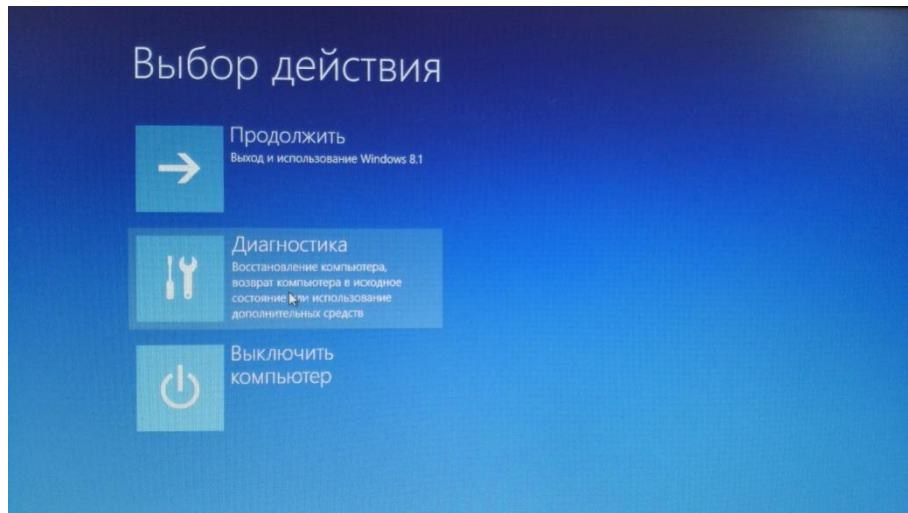 Выбор действия
Продолжить
Выход и использование Windows 8.1
Диагностика
Восстановление компьютера,
возврат компьютера в исходное
состояние или использование
дополнительных средств
Выключить
компьютер